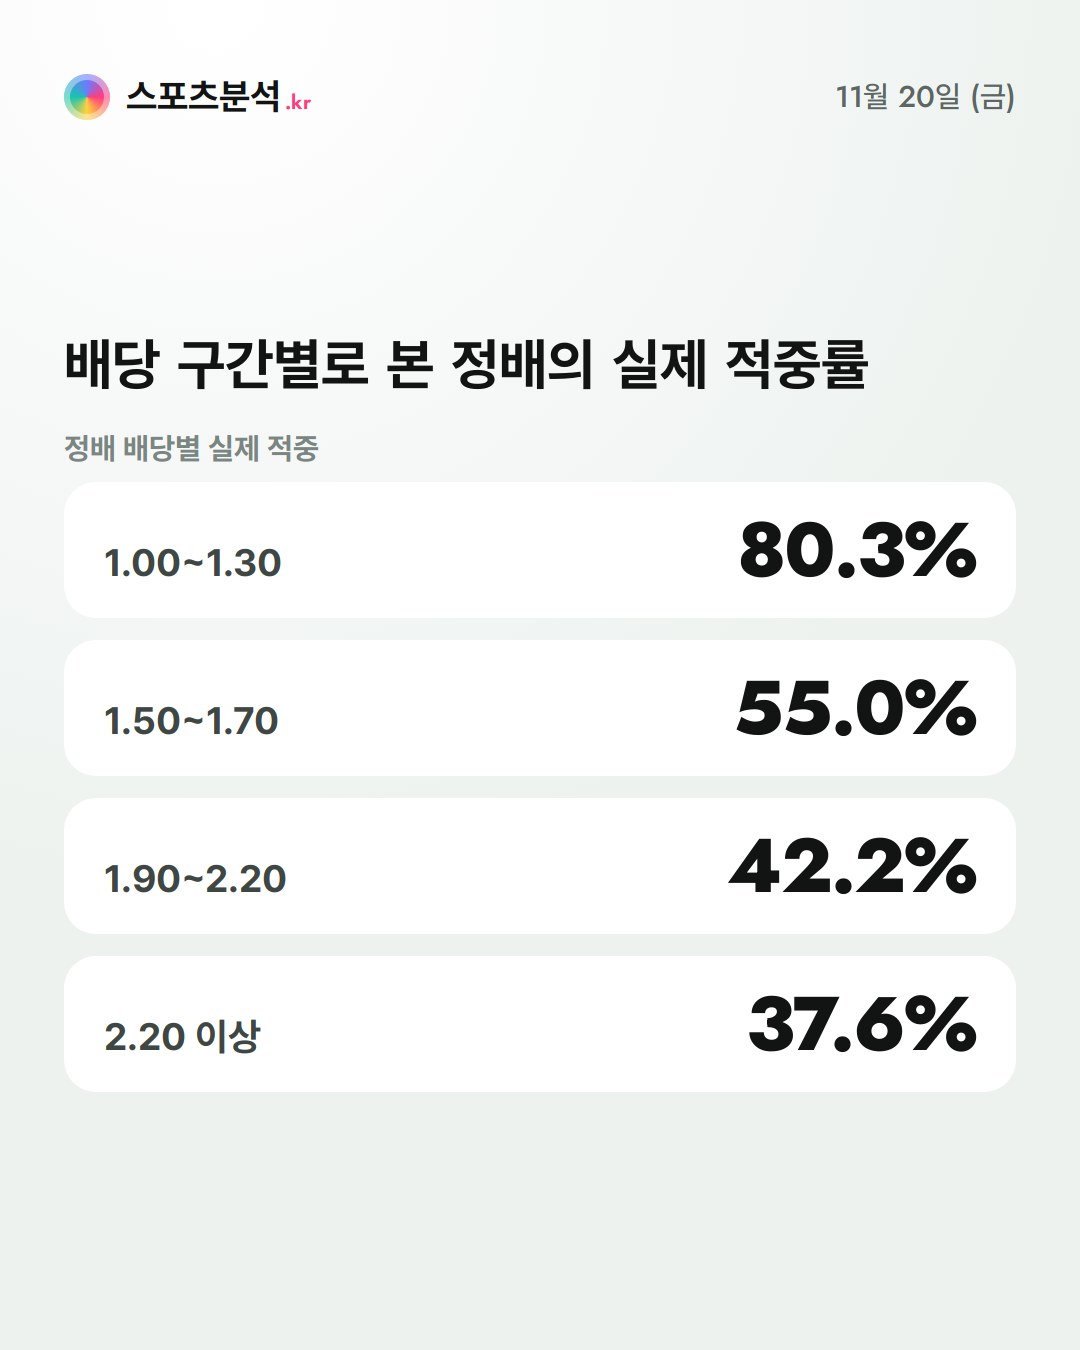 스포츠분석.kr
11월 20일 (금)
배당 구간별로 본 정배의 실제 적중률
정배 배당별 실제 적중
1.00~1.30 80.3%
1.50~1.70 55.0%
1.90~2.20 42.2%
2.20 이상 37.6%